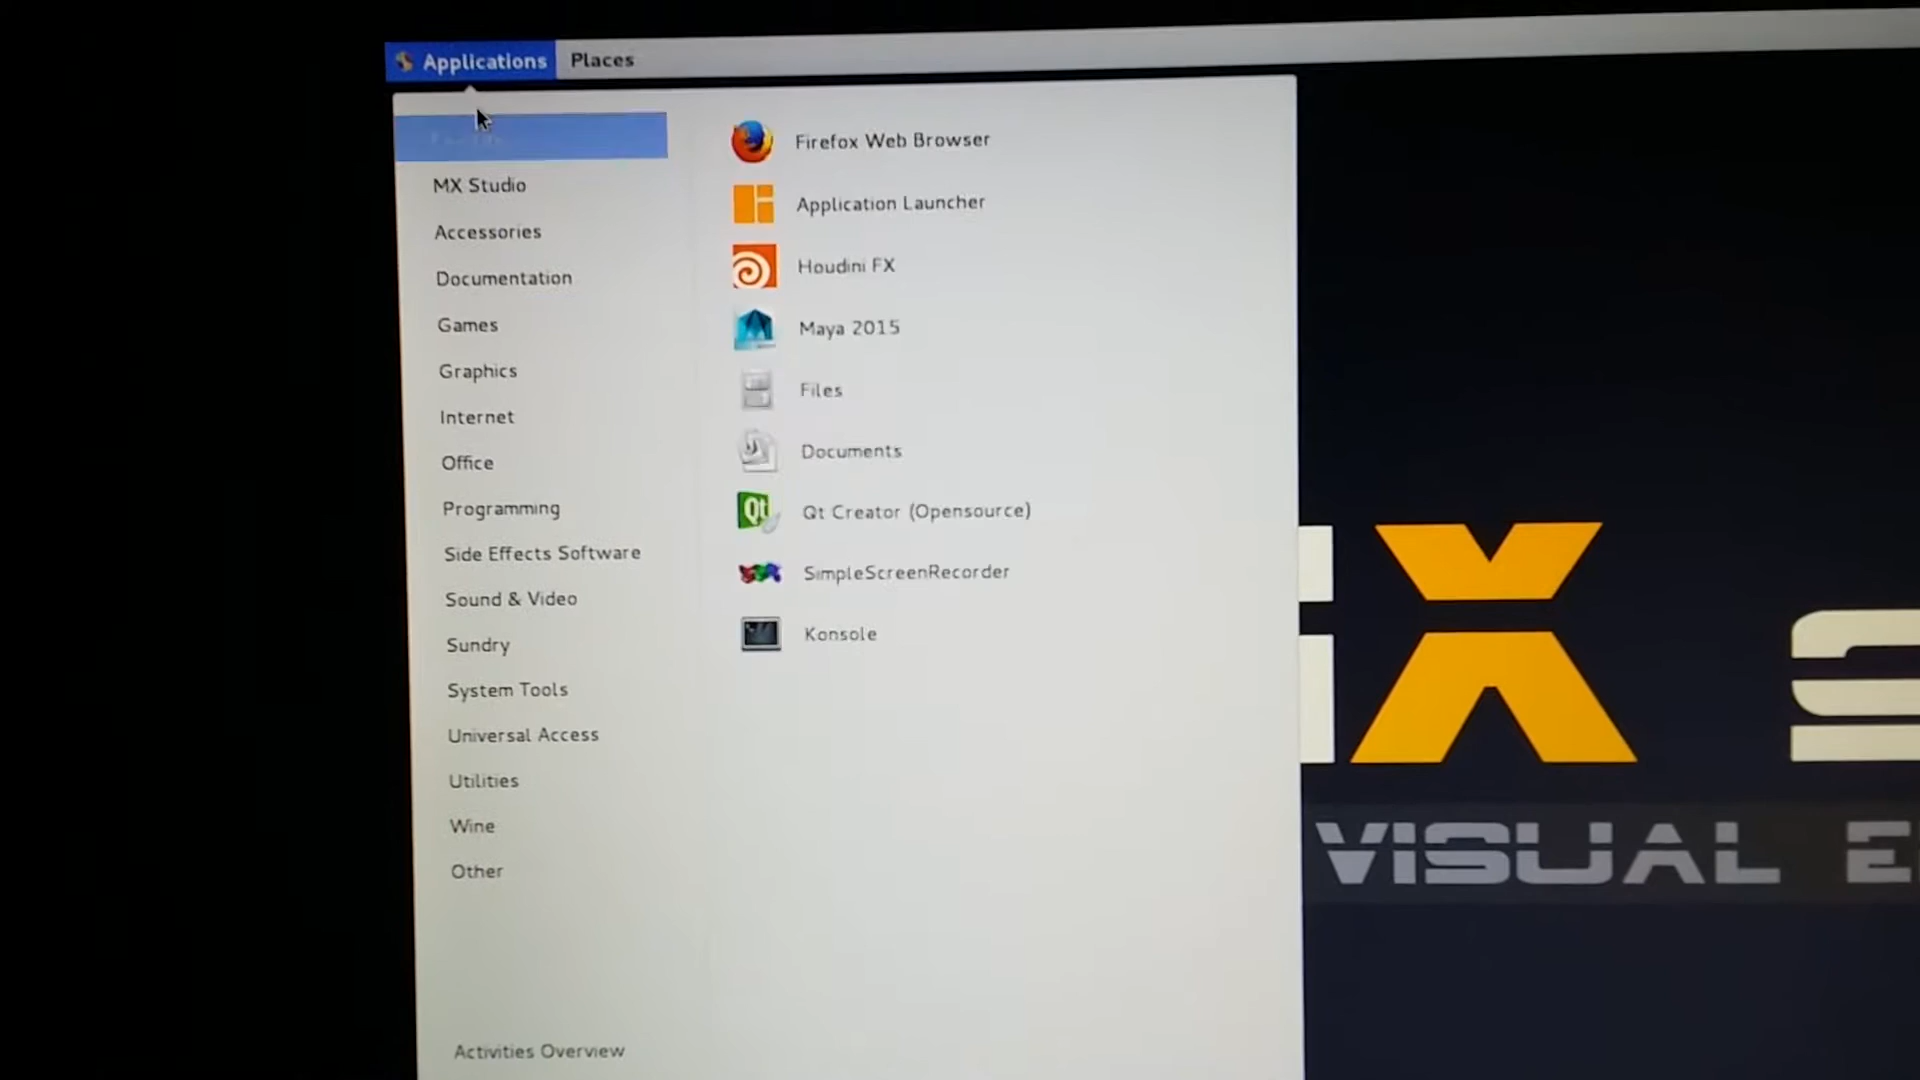 Applications Places
MX Studio
Accessories
Documentation
Games
Graphics
Internet
Office
Programming
Side Effects Software
Sound & Video
Sundry
System Tools
Universal Access
Utilities
Wine
Other
Activities Overview
Firefox Web Browser
Application Launcher
Houdini FX
Maya 2015
Files
Documents
Qt Creator (Opensource)
SimpleScreenRecorder
Konsole
X S
VISUAL E